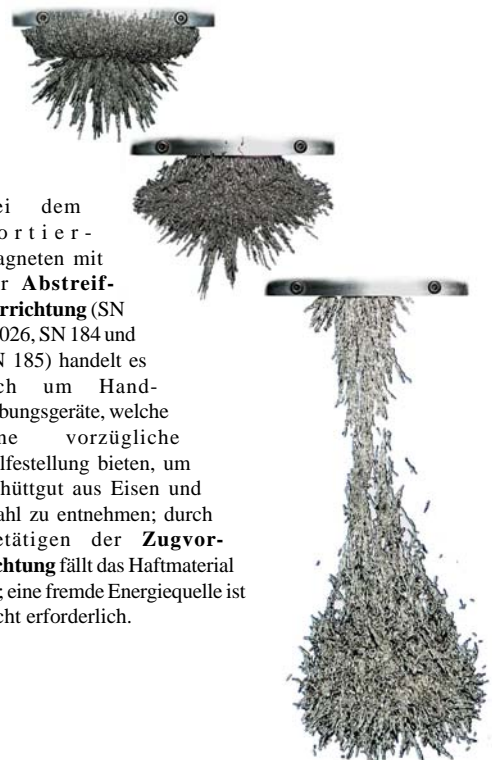 ei dem
ortier-
agneten mit
r Abstreif-
rrichtung (SN
026, SN 184 und
N 185) handelt es
ch um Hand-
bungsgeräte, welche
ne vorzügliche
lfestellung bieten, um
hüttgut aus Eisen und
ahl zu entnehmen; durch
etätigen der Zugvor-
chtung fällt das Haftmaterial
; eine fremde Energiequelle ist
cht erforderlich.